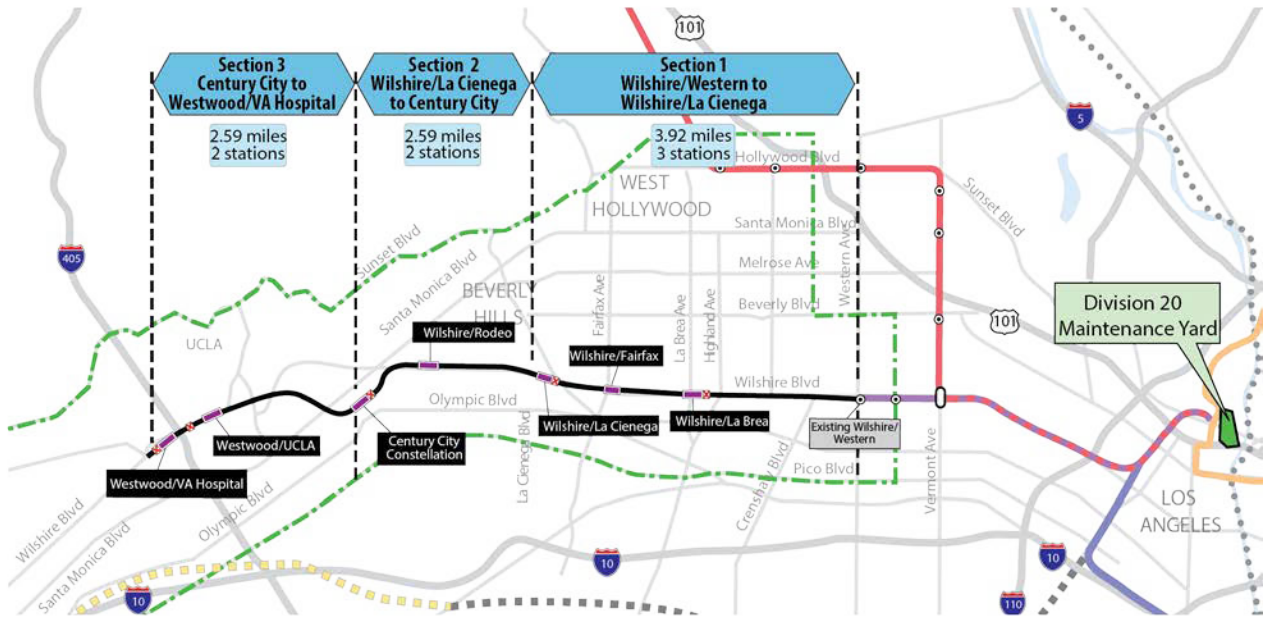 101
Section 3
Century City to
Westwood/VA Hospital
Section 2
Wilshire/La Cienega
to Century City
Section 1
Wilshire/Western to
Wilshire/La Cienega
5
2.59 miles
2 stations
2.59 miles
2 stations
3.92 miles
3 stations
Hollywood Blvd
WEST
HOLLYWOOD
Sunset Blvd
Santa Monica Blvd
Western Ave
405
Sunset Blvd
Santa Monica Blvd
Melrose Ave
BEVERLY
HILLS
Fairfax Ave
La Brea Ave
Highland Ave
Beverly Blvd
101
Division 20
Maintenance Yard
UCLA
Wilshire/Rodeo
Wilshire/Fairfax
Wilshire Blvd
Olympic Blvd
Westwood/UCLA
Century City
Constellation
Wilshire/La Cienega
Wilshire/La Brea
Existing Wilshire/
Western
La Cienega Blvd
Westwood/VA Hospital
Crenshaw Blvd
Pico Blvd
Vermont Ave
LOS
ANGELES
Wilshire Blvd
Santa Monica Blvd
Olympic Blvd
10
10
10
110